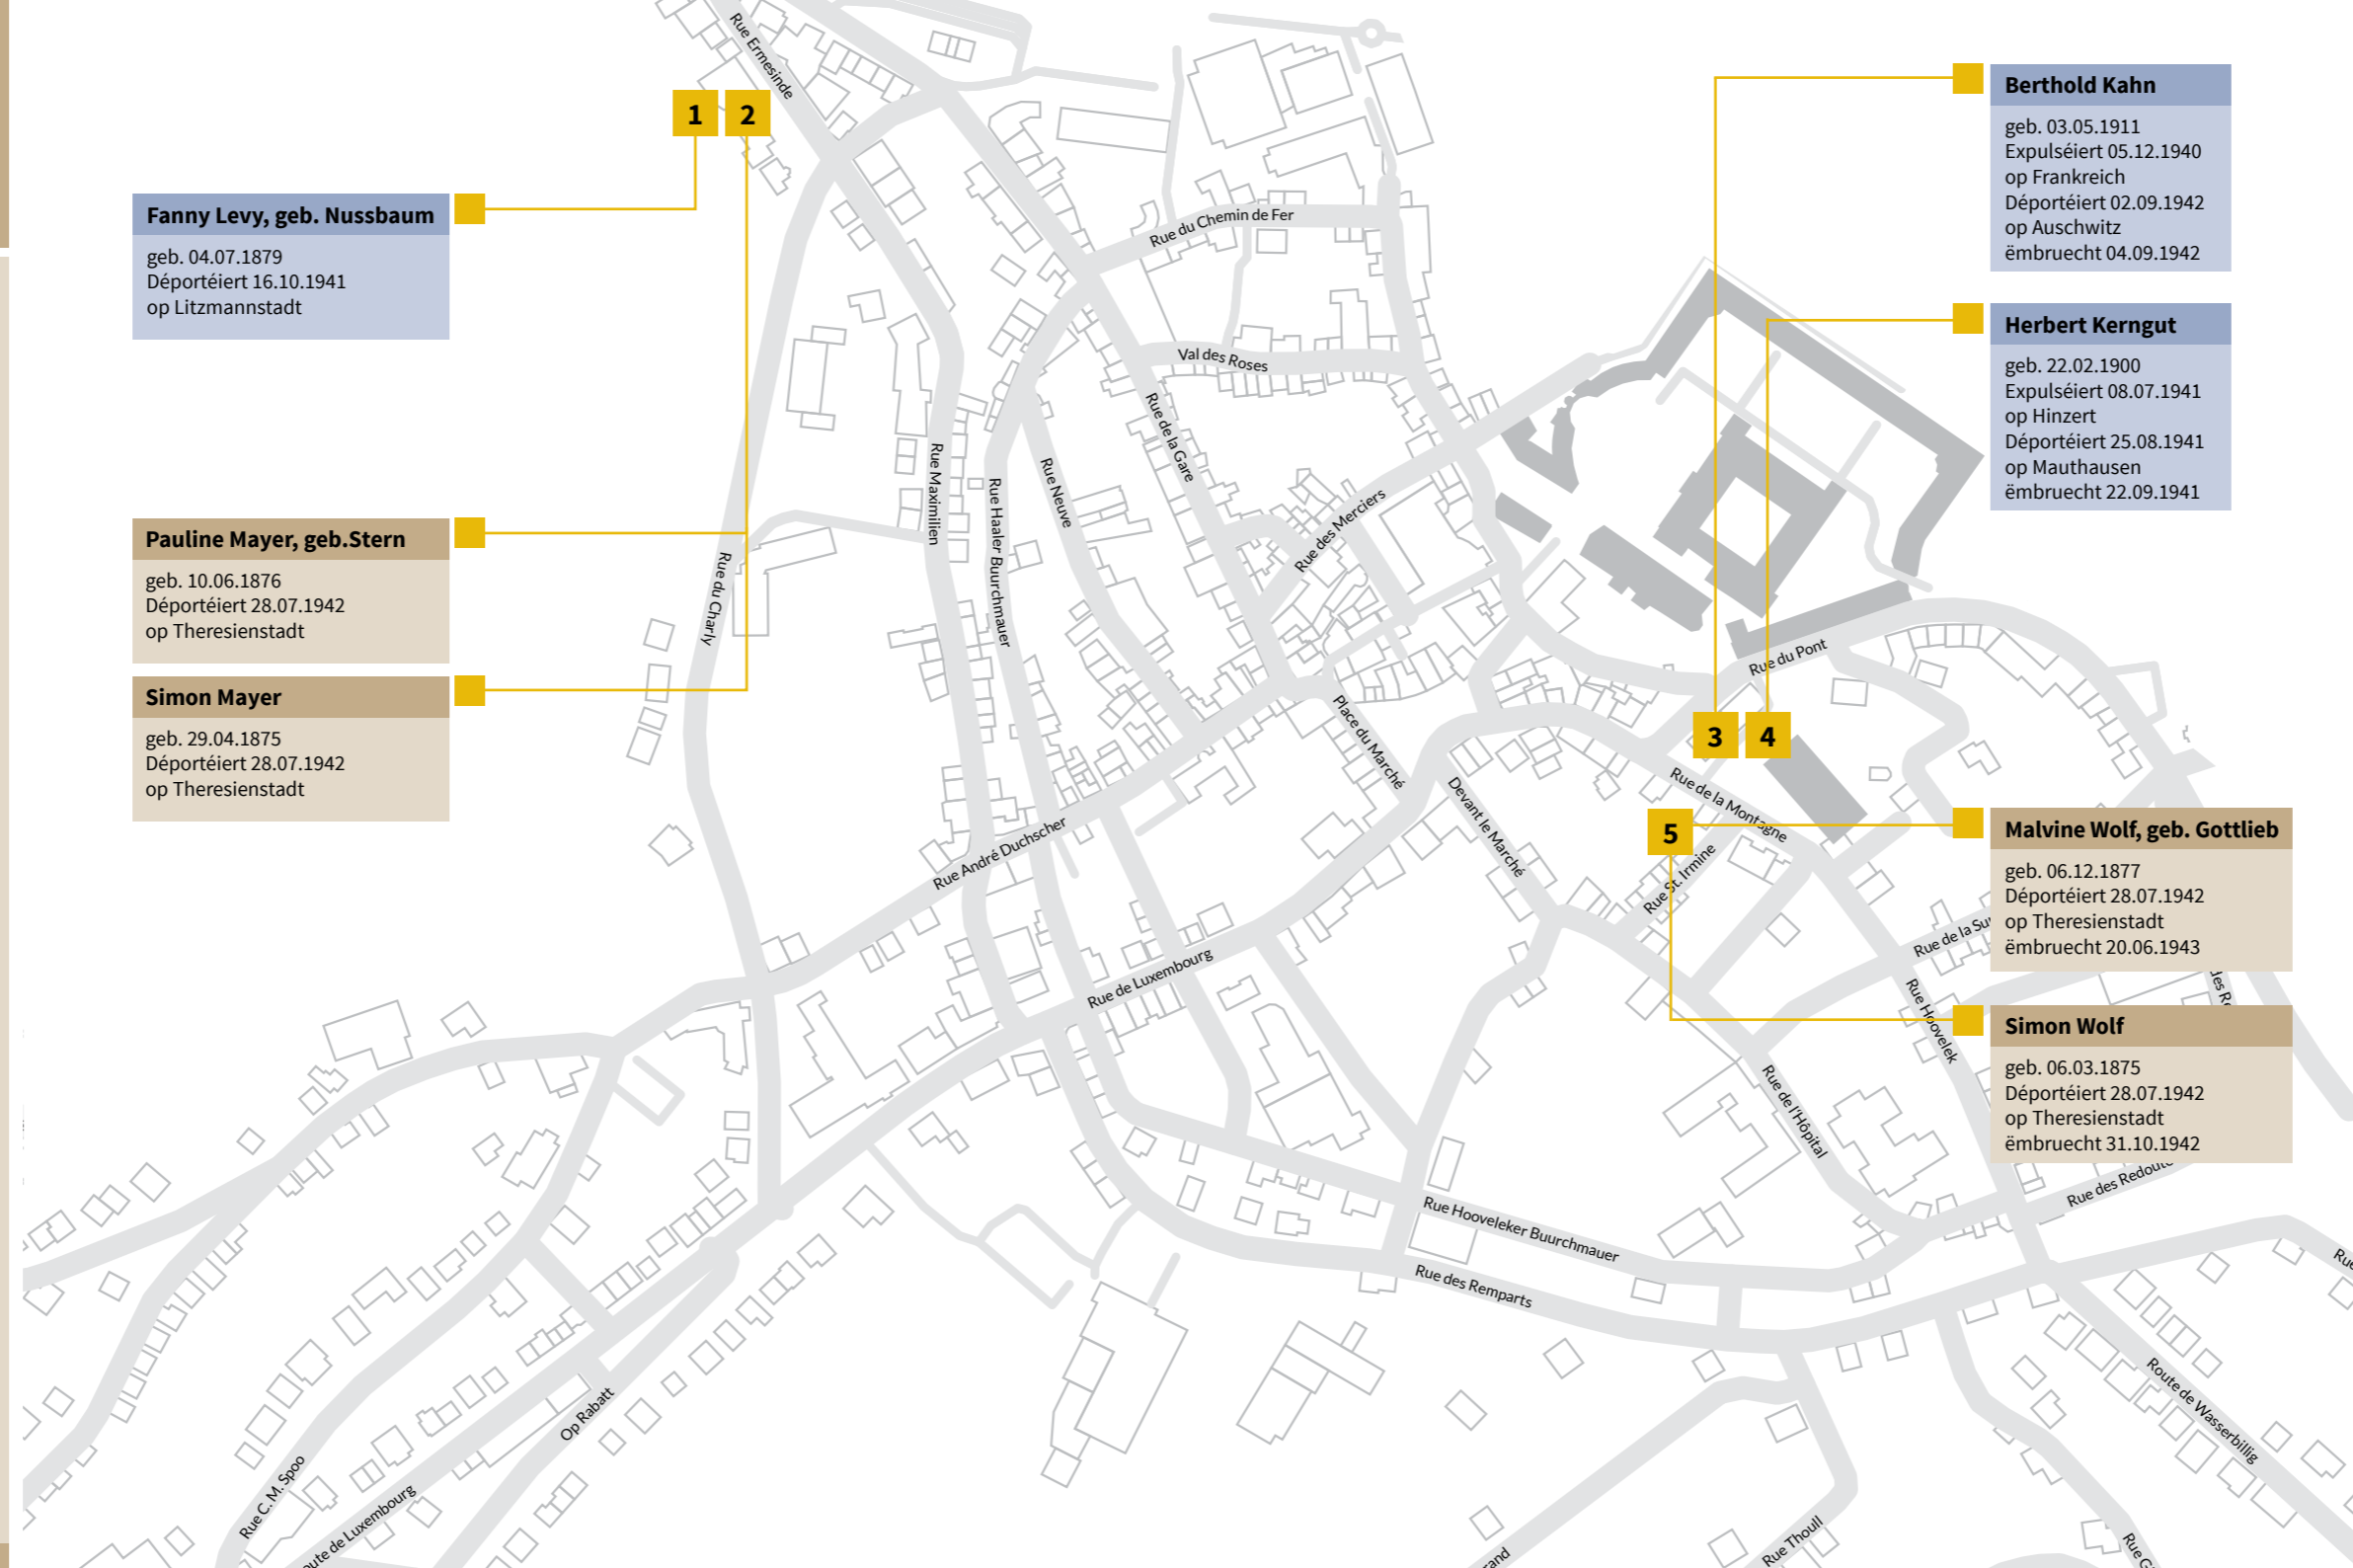 Rue Ermesinde
1 2
Fanny Levy, geb. Nussbaum
geb. 04.07.1879
Déportéiert 16.10.1941
op Litzmannstadt
Pauline Mayer, geb.Stern
geb. 10.06.1876
Déportéiert 28.07.1942
op Theresienstadt
Simon Mayer
geb. 29.04.1875
Déportéiert 28.07.1942
op Theresienstadt
Berthold Kahn
geb. 03.05.1911
Expulséiert 05.12.1940
op Frankreich
Déportéiert 02.09.1942
op Auschwitz
ëmbruecht 04.09.1942
Herbert Kerngut
geb. 22.02.1900
Expulséiert 08.07.1941
op Hinzert
Déportéiert 25.08.1941
op Mauthausen
ëmbruecht 22.09.1941
3 4
5
Malvine Wolf, geb. Gottlieb
geb. 06.12.1877
Déportéiert 28.07.1942
op Theresienstadt
ëmbruecht 20.06.1943
Simon Wolf
geb. 06.03.1875
Déportéiert 28.07.1942
op Theresienstadt
ëmbruecht 31.10.1942
Rue du Chemin de Fer
Val des Roses
Rue de la Gare
Rue Maximilien
Rue Haaler Buurchmauer
Rue Neuve
Rue des Merciers
Rue du Charly
Rue du Pont
Place du Marché
Devant le Marché
Rue de la Montagne
Rue St. Irmine
Rue André Duchscher
Rue de Luxembourg
Rue de la
Rue Hoovelek
des
Rue de l'Hôpital
Rue des
Rue Hooveleker Buurchmauer
Rue des Remparts
Route de Wasserbillig
Op Rabatt
Rue C. M. Spoo
de Luxembourg
Rue Thoull
Rue